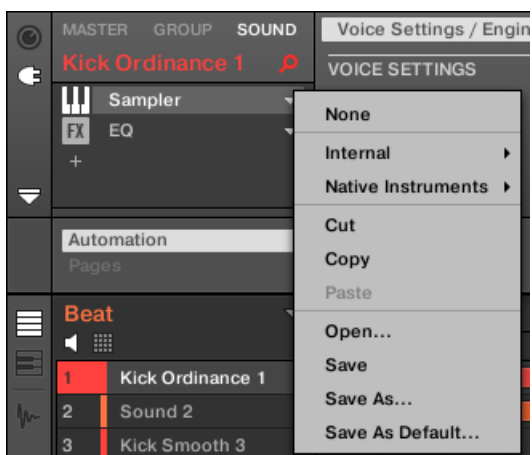 MASTER GROUP SOUND
Kick Ordinance 1
Voice Settings / Engin
VOICE SETTINGS
Sampler
FX EQ
+
None
Internal
Native Instruments
Cut
Copy
Paste
Open...
Save
Save As...
Save As Default...
Automation
Pages
Beat
1 Kick Ordinance 1
2 Sound 2
3 Kick Smooth 3